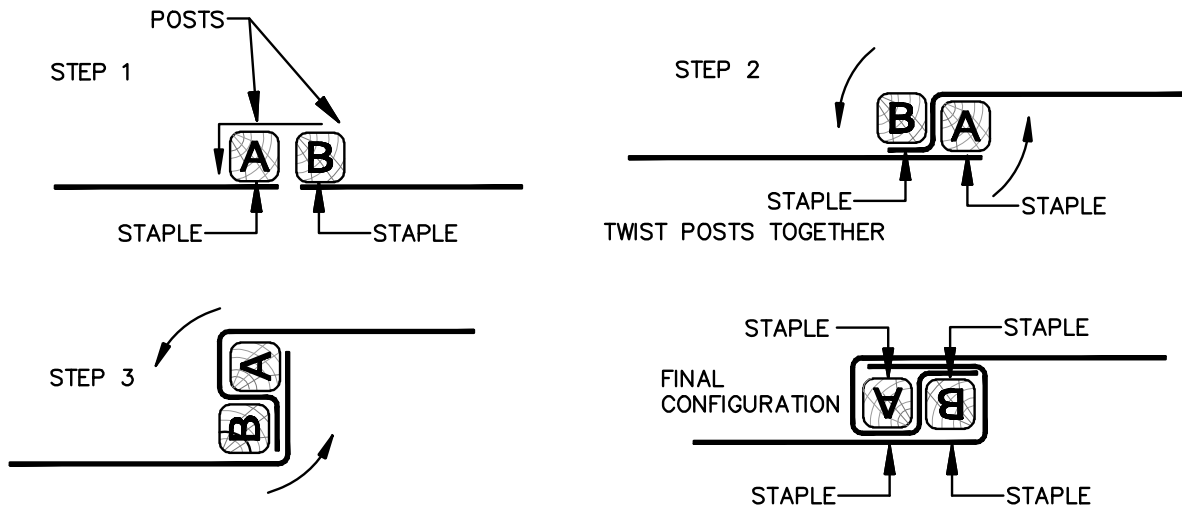 POSTS
STEP 1
A B
STAPLE STAPLE
STEP 2
B A
STAPLE STAPLE
TWIST POSTS TOGETHER
STEP 3
A
B
STAPLE STAPLE
FINAL
CONFIGURATION
A B
STAPLE STAPLE